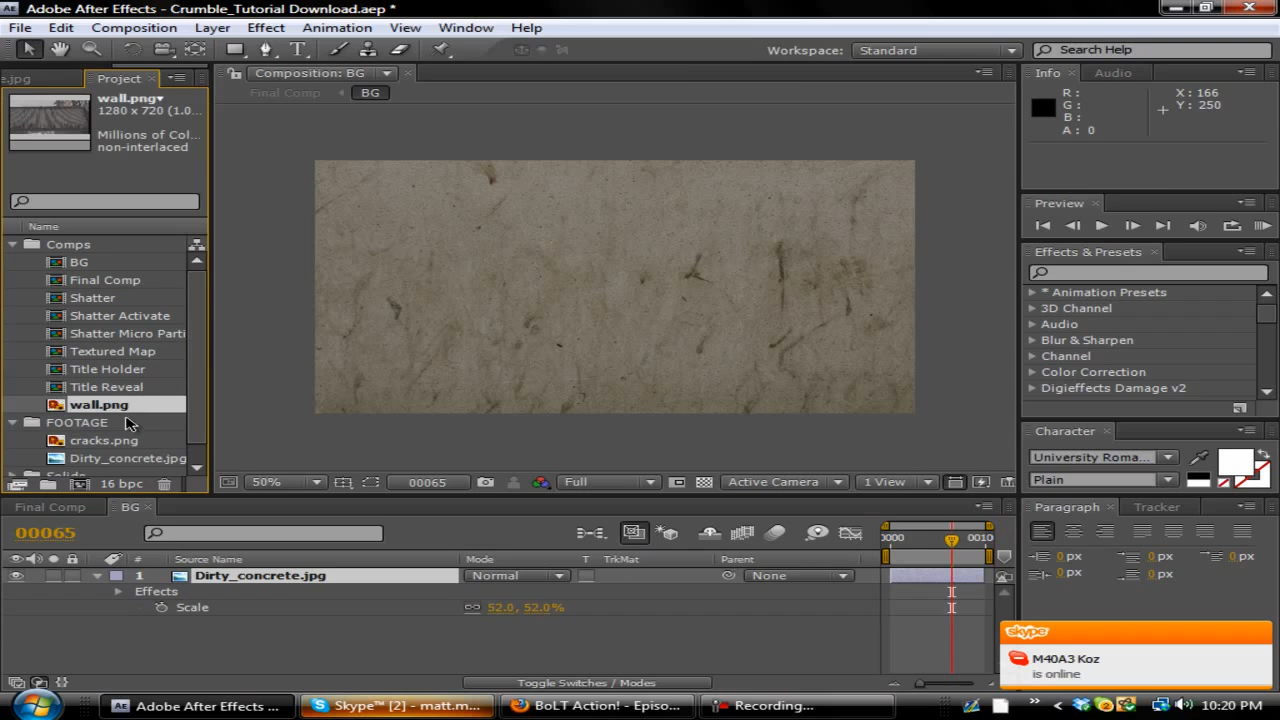 Adobe After Effects - Crumble_Tutorial Download.aep *
File Edit Composition Layer Effect Animation View Window Help
Workspace: Standard Search Help
e.jpg Project
wall.png
1280 x 720 (1.0...
Millions of Col...
non-interlaced
Name
Comps
BG
Final Comp
Shatter
Shatter Activate
Shatter Micro Parti
Textured Map
Title Holder
Title Reveal
wall.png
FOOTAGE
cracks.png
Dirty_concrete.jpg
Solids
16 bpc
Composition: BG
Final Comp BG
50% 00065 Full Active Camera 1 View
Info Audio
R:
G:
B:
A: 0
X: 166
Y: 250
Preview
Effects & Presets
* Animation Presets
3D Channel
Audio
Blur & Sharpen
Channel
Color Correction
Digieffects Damage v2
Character
University Roma...
Plain
Paragraph Tracker
0 px 0 px 0 px
0 px 0 px
Final Comp BG
00065
0000 0010
# Source Name Mode T TrkMat Parent
1 Dirty_concrete.jpg Normal None
Effects
Scale 52.0, 52.0%
Toggle Switches / Modes
skype
M40A3 Koz
is online
Adobe After Effects ... Skype™ [2] - matt.m... BoLT Action! - Episo... Recording... 10:20 PM